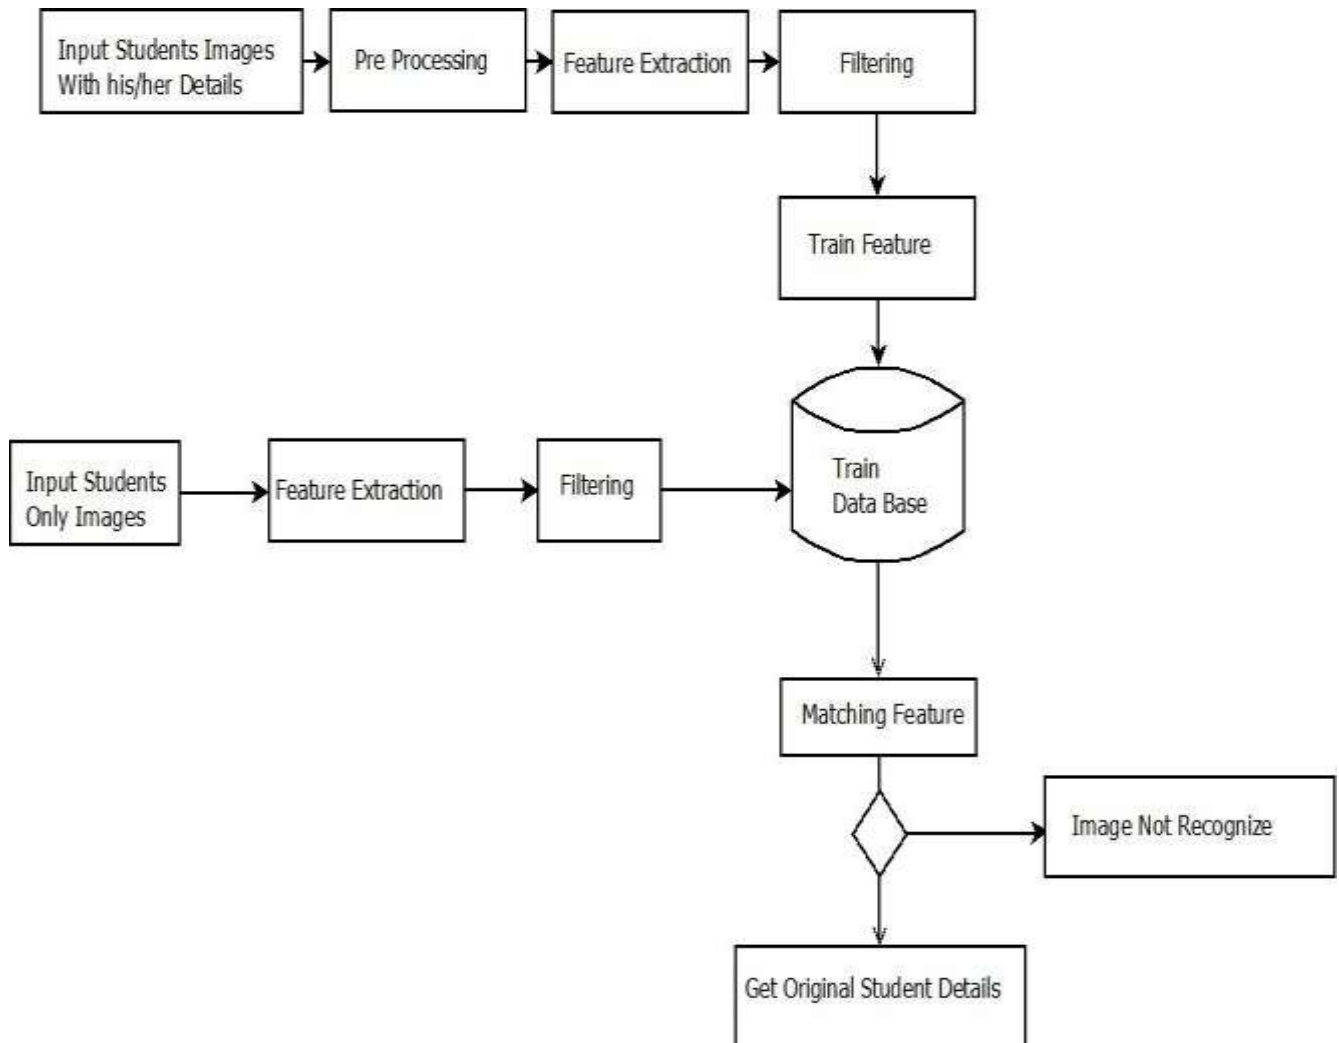 Input Students Images
With his/her Details
Pre Processing
Feature Extraction
Filtering
Train Feature
Train
Data Base
Input Students
Only Images
Feature Extraction
Filtering
Matching Feature
Image Not Recognize
Get Original Student Details